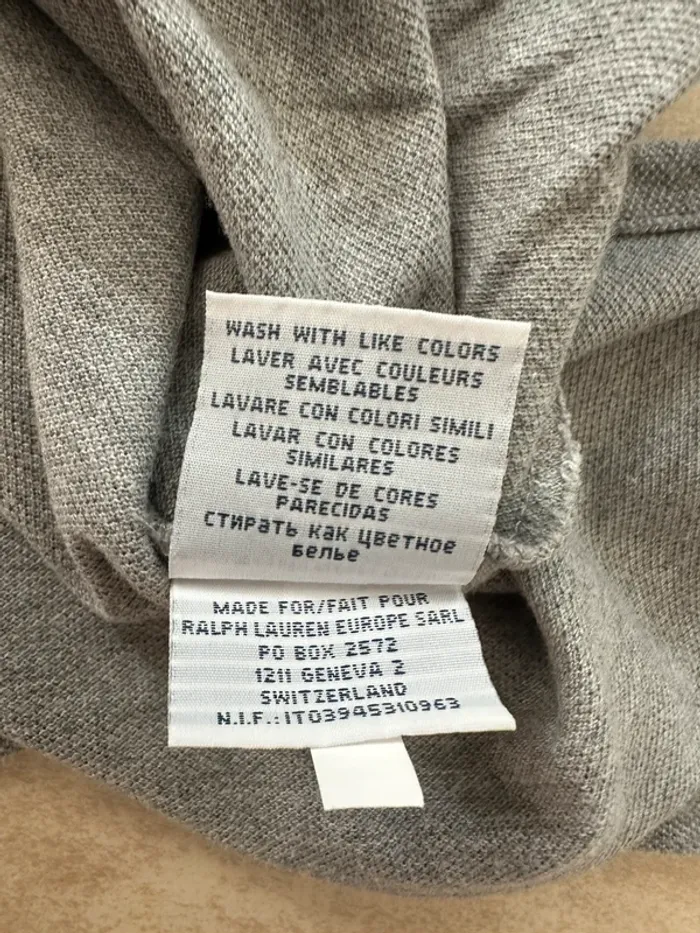 WASH WITH LIKE COLORS
LAVER AVEC COULEURS
SEMBLABLES
LAVARE CON COLORI SIMILI
LAVAR CON COLORES
SIMILARES
LAVE-SE DE CORES
PARECIDAS
СТИРАТЬ КАК ЦВЕТНОЕ
БЕЛЬЕ
MADE FOR/FAIT POUR
RALPH LAUREN EUROPE SARL
PO BOX 2572
1211 GENEVA 2
SWITZERLAND
N.I.F.:IT03945310963